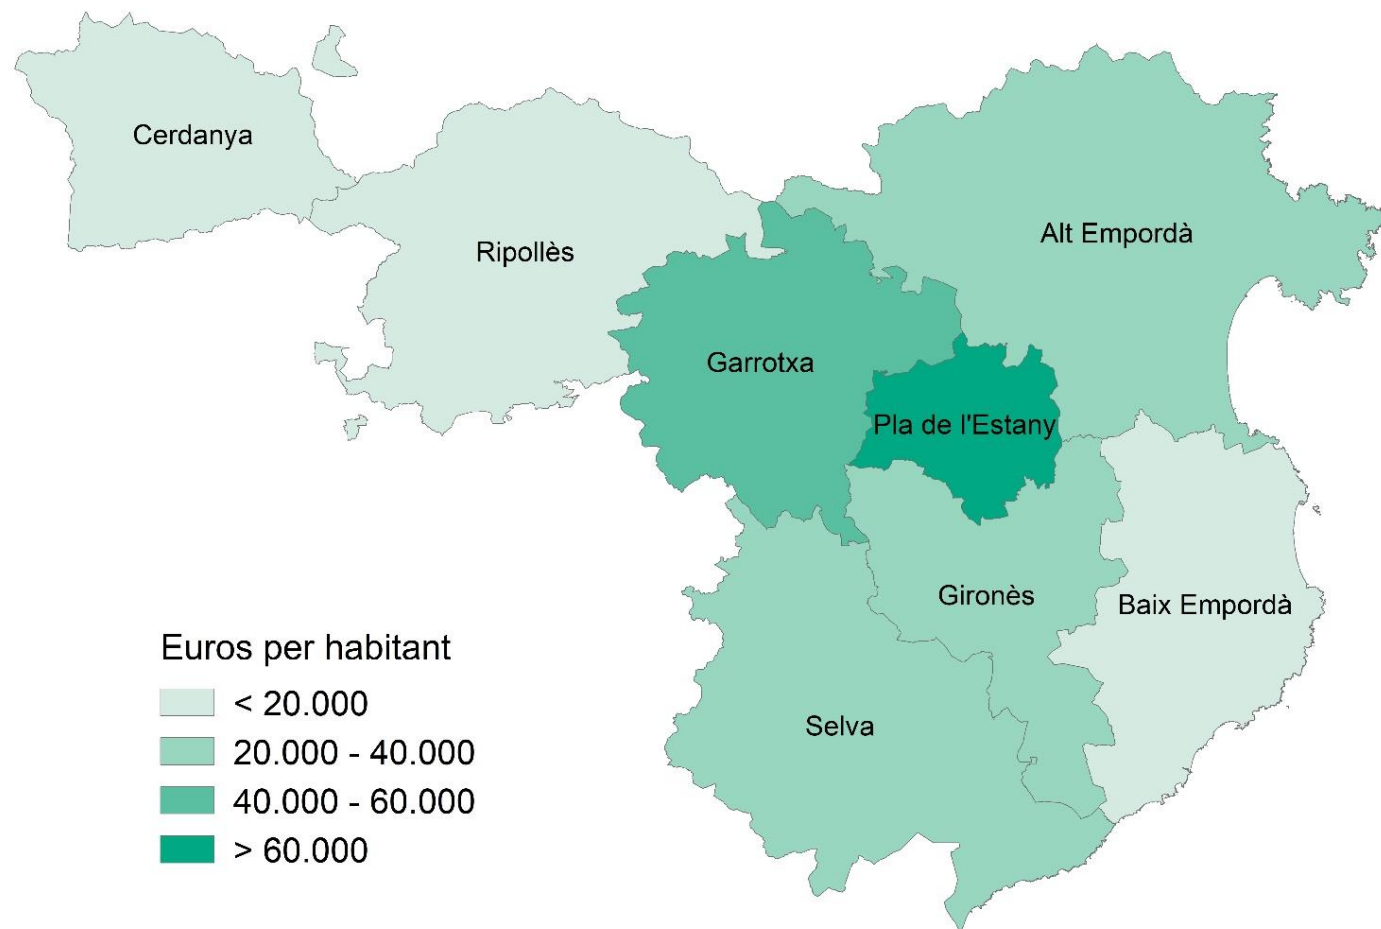 Cerdanya
Ripollès
Alt Empordà
Garrotxa
Pla de l'Estany
Gironès
Baix Empordà
Selva
Euros per habitant
< 20.000
20.000 - 40.000
40.000 - 60.000
> 60.000